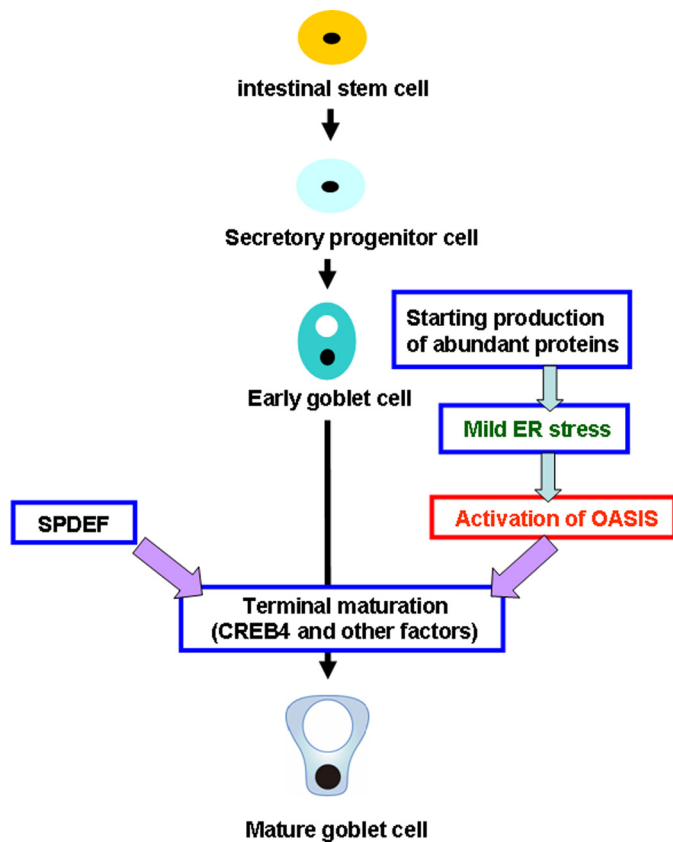 intestinal stem cell
Secretory progenitor cell
Starting production
of abundant proteins
Early goblet cell
Mild ER stress
SPDEF
Activation of OASIS
Terminal maturation
(CREB4 and other factors)
Mature goblet cell